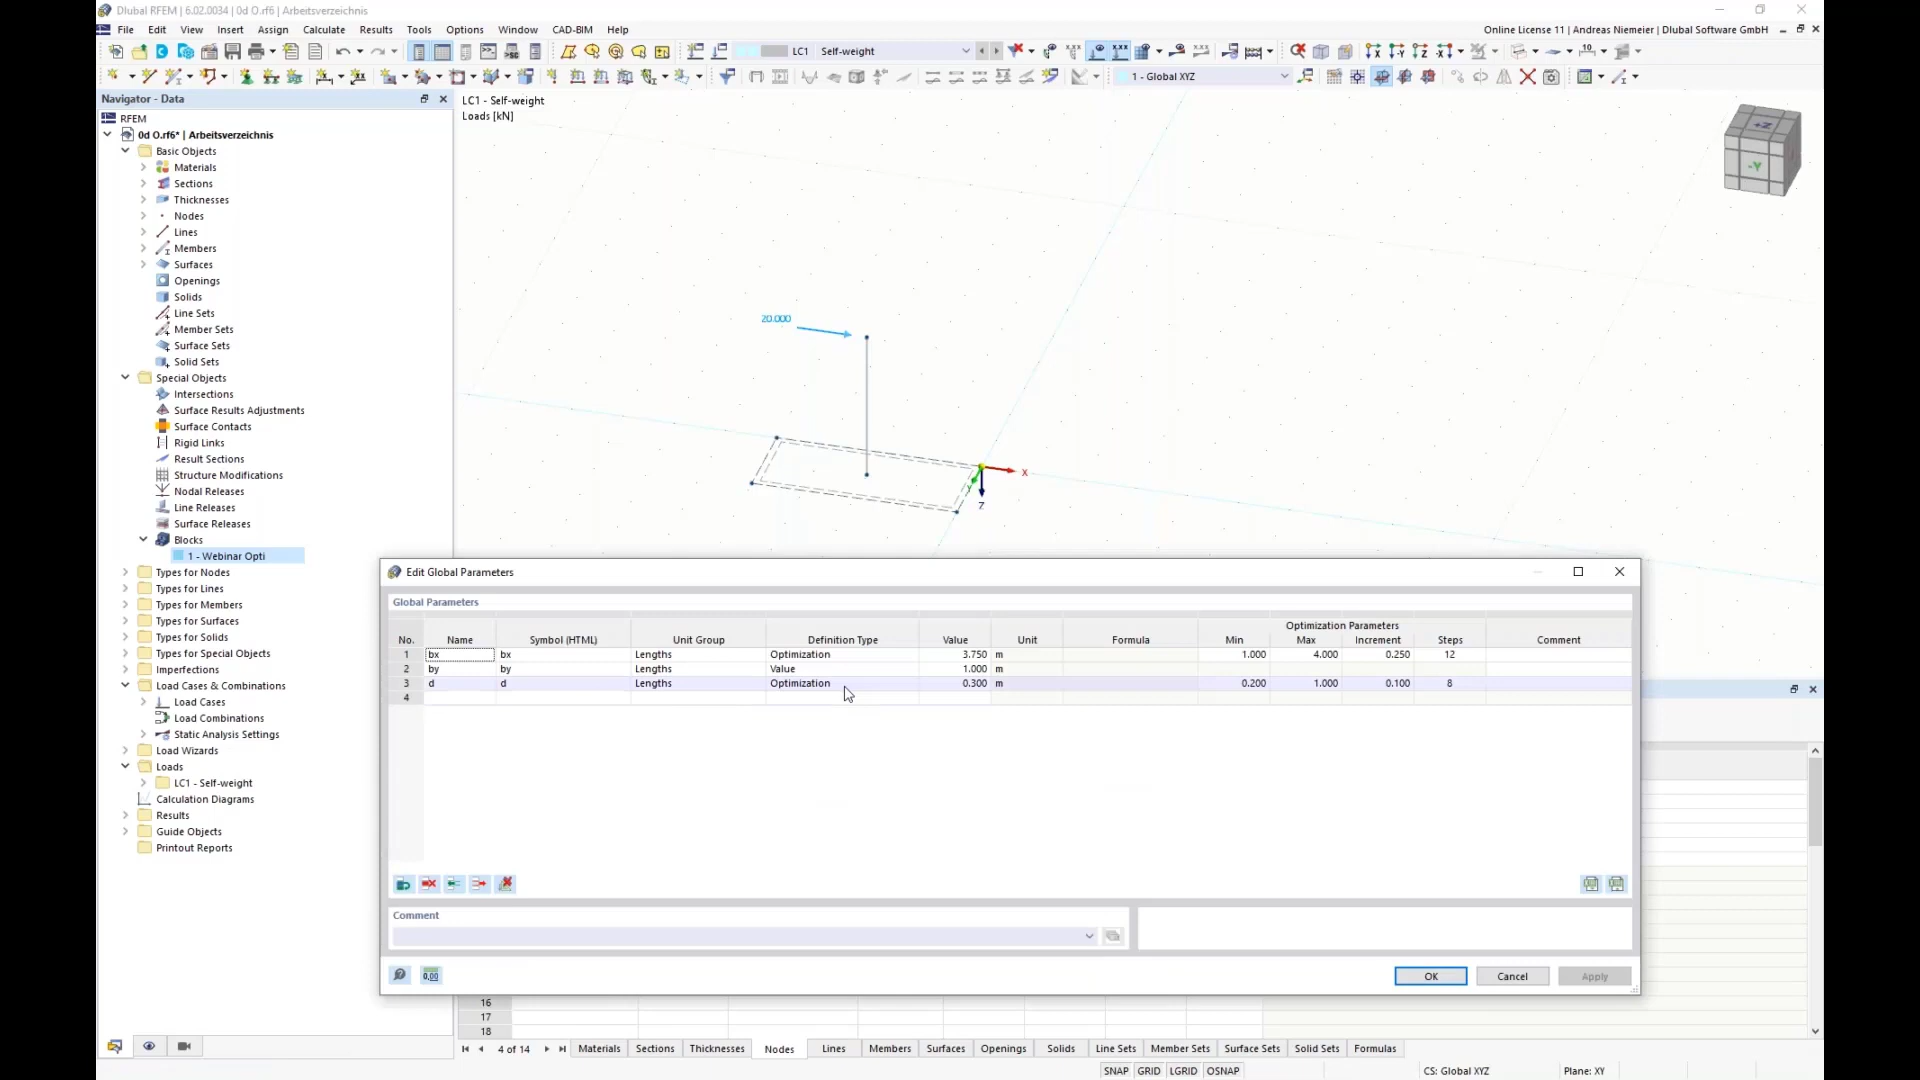 Dlubal RFEM | 6.02.0034 | 0d O.rf6 | Arbeitsverzeichnis
File Edit View Insert Assign Calculate Results Tools Options Window CAD-BIM Help
Online License 11 | Andreas Niemeier | Dlubal Software GmbH
LC1 Self-weight
1 - Global XYZ
Navigator - Data
RFEM
0d O.rf6* | Arbeitsverzeichnis
Basic Objects
Materials
Sections
Thicknesses
Nodes
Lines
Members
Surfaces
Openings
Solids
Line Sets
Member Sets
Surface Sets
Solid Sets
Special Objects
Intersections
Surface Results Adjustments
Surface Contacts
Rigid Links
Result Sections
Structure Modifications
Nodal Releases
Line Releases
Surface Releases
Blocks
1 - Webinar Opti
Types for Nodes
Types for Lines
Types for Members
Types for Surfaces
Types for Solids
Types for Special Objects
Imperfections
Load Cases & Combinations
Load Cases
Load Combinations
Static Analysis Settings
Load Wizards
Loads
LC1 - Self-weight
Calculation Diagrams
Results
Guide Objects
Printout Reports
LC1 - Self-weight
Loads [kN]
+Z
-Y
20.000
X
Y
Z
Edit Global Parameters
Global Parameters
Optimization Parameters
No. Name Symbol (HTML) Unit Group Definition Type Value Unit Formula Min Max Increment Steps Comment
1 bx bx Lengths Optimization 3.750 m 1.000 4.000 0.250 12
2 by by Lengths Value 1.000 m
3 d d Lengths Optimization 0.300 m 0.200 1.000 0.100 8
4
Comment
0,00
OK Cancel Apply
16
17
18
4 of 14 Materials Sections Thicknesses Nodes Lines Members Surfaces Openings Solids Line Sets Member Sets Surface Sets Solid Sets Formulas
SNAP GRID LGRID OSNAP CS: Global XYZ Plane: XY